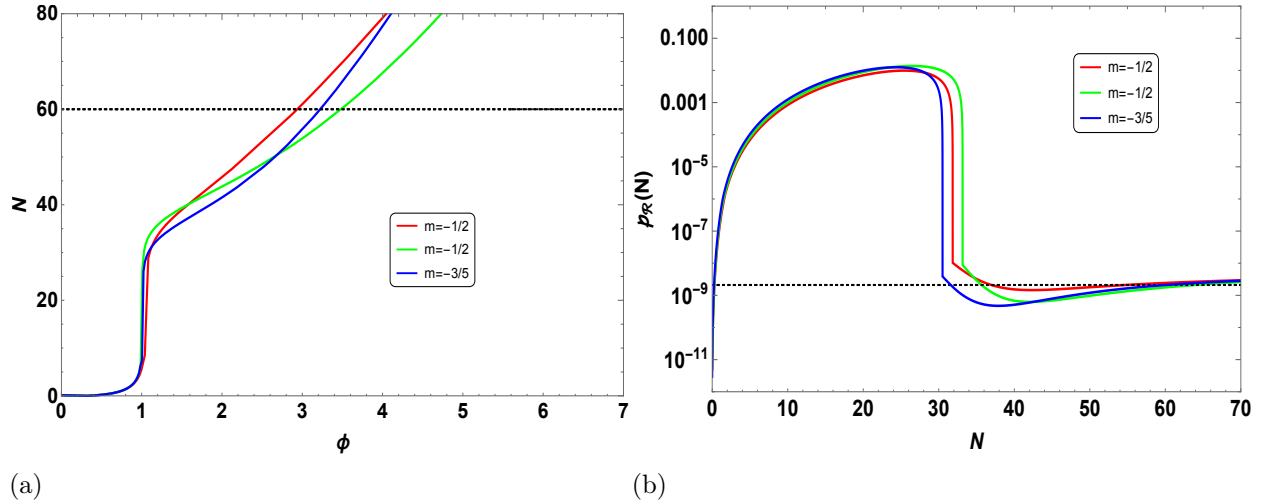 80
60
40
20
0
N
0 1 2 3 4 5 6 7
ϕ
m=-1/2
m=-1/2
m=-3/5
(a)
0.100
0.001
10^-5
10^-7
10^-9
10^-11
p_ℛ(N)
0 10 20 30 40 50 60 70
N
m=-1/2
m=-1/2
m=-3/5
(b)